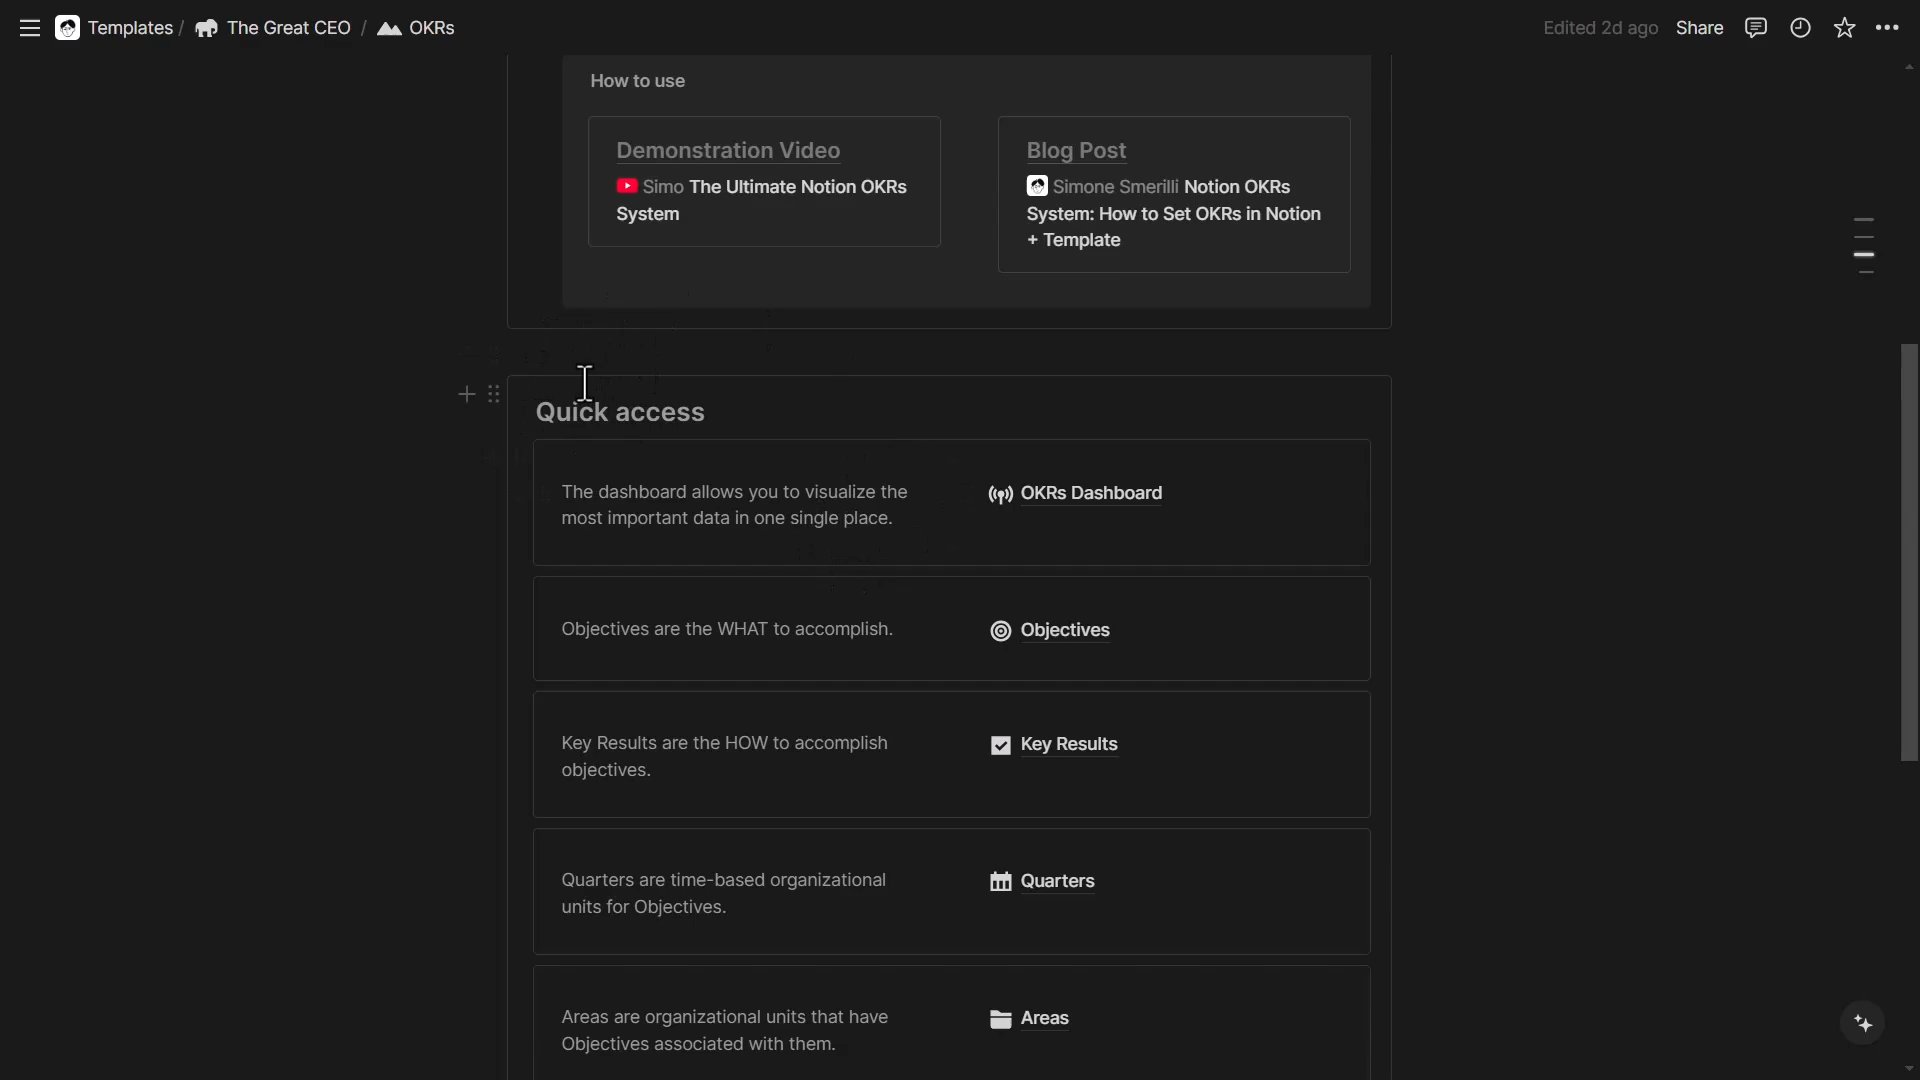 Templates / The Great CEO / OKRs
Edited 2d ago Share
How to use
Demonstration Video
Simo The Ultimate Notion OKRs
System
Blog Post
Simone Smerilli Notion OKRs
System: How to Set OKRs in Notion
+ Template
Quick access
The dashboard allows you to visualize the
most important data in one single place.
OKRs Dashboard
Objectives are the WHAT to accomplish.
Objectives
Key Results are the HOW to accomplish
objectives.
Key Results
Quarters are time-based organizational
units for Objectives.
Quarters
Areas are organizational units that have
Objectives associated with them.
Areas